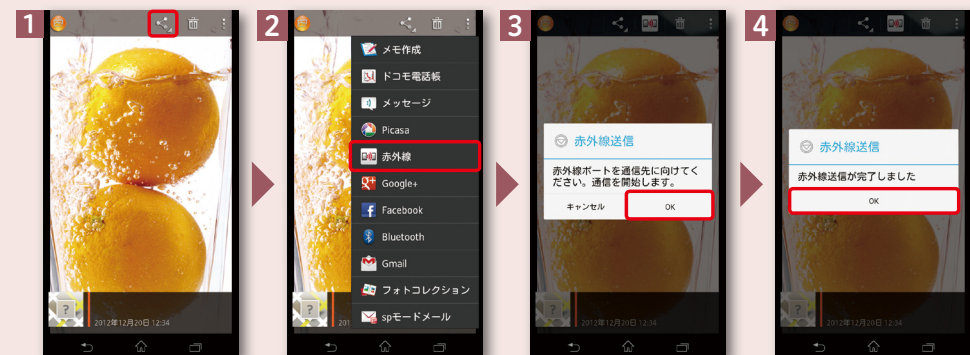 1
2012年12月20日 12:34
2
メモ作成
ドコモ電話帳
メッセージ
Picasa
赤外線
Google+
Facebook
Bluetooth
Gmail
フォトコレクション
spモードメール
201
3
赤外線送信
赤外線ポートを通信先に向けてく
ださい。通信を開始します。
キャンセル OK
2012年12月20日 12:34
4
赤外線送信
赤外線送信が完了しました
OK
2012年12月20日 12:34